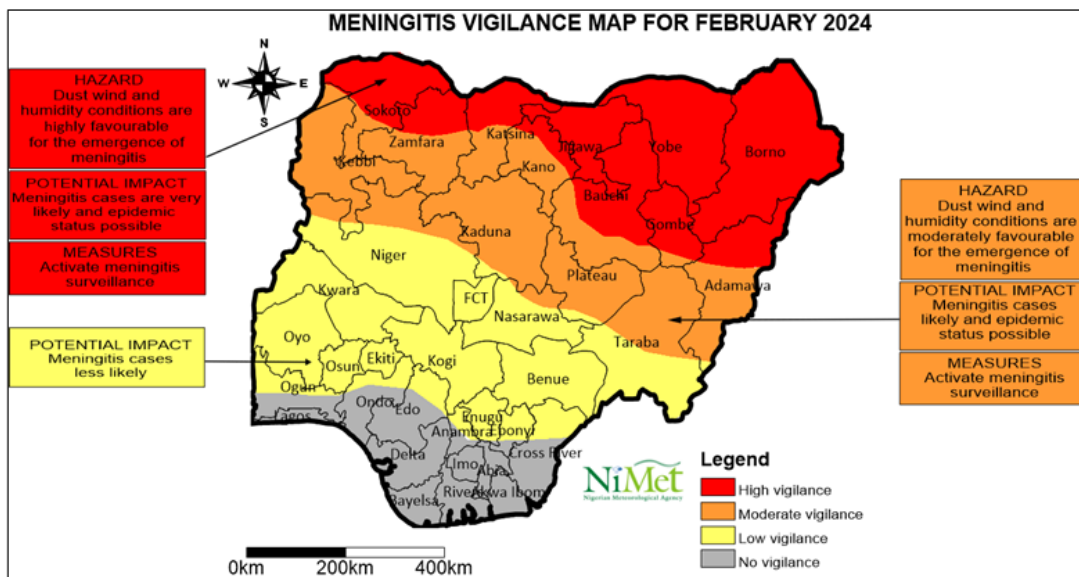 MENINGITIS VIGILANCE MAP FOR FEBRUARY 2024
N
W E
S
HAZARD
Dust wind and
humidity conditions are
highly favourable
for the emergence of
meningitis
POTENTIAL IMPACT
Meningitis cases are very
likely and epidemic
status possible
MEASURES
Activate meningitis
surveillance
POTENTIAL IMPACT
Meningitis cases
less likely
Sokoto
Zamfara
Katsina
Kebbi
Kano
Jigawa
Yobe
Borno
Bauchi
Gombe
Kaduna
Niger
Plateau
Adamawa
Kwara
FCT
Nasarawa
Taraba
Oyo
Osun
Ekiti
Kogi
Benue
Ogun
Ondo
Edo
Enugu
Anambra
Ebonyi
Lagos
Delta
Imo
Abia
Cross River
Bayelsa
Rivers
Akwa Ibom
HAZARD
Dust wind and
humidity conditions are
moderately favourable
for the emergence of
meningitis
POTENTIAL IMPACT
Meningitis cases
likely and epidemic
status possible
MEASURES
Activate meningitis
surveillance
NiMet
Nigerian Meteorological Agency
Legend
High vigilance
Moderate vigilance
Low vigilance
No vigilance
0km 200km 400km